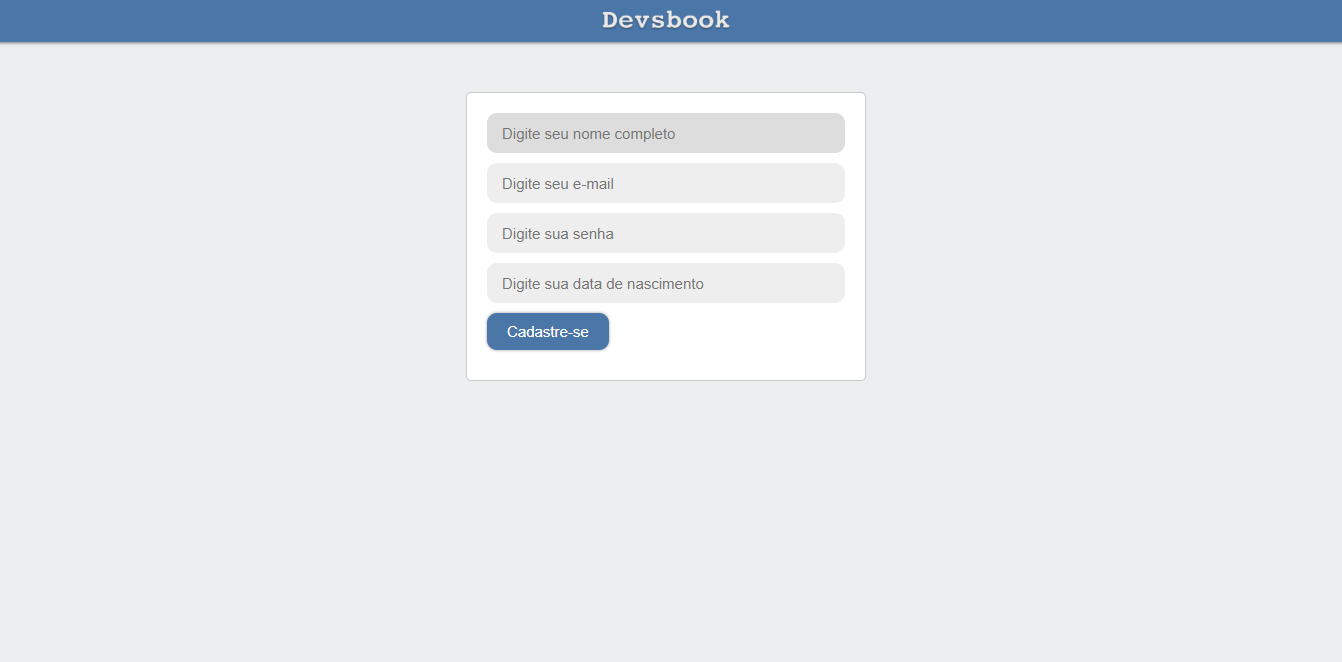 Devsbook
Digite seu nome completo
Digite seu e-mail
Digite sua senha
Digite sua data de nascimento
Cadastre-se